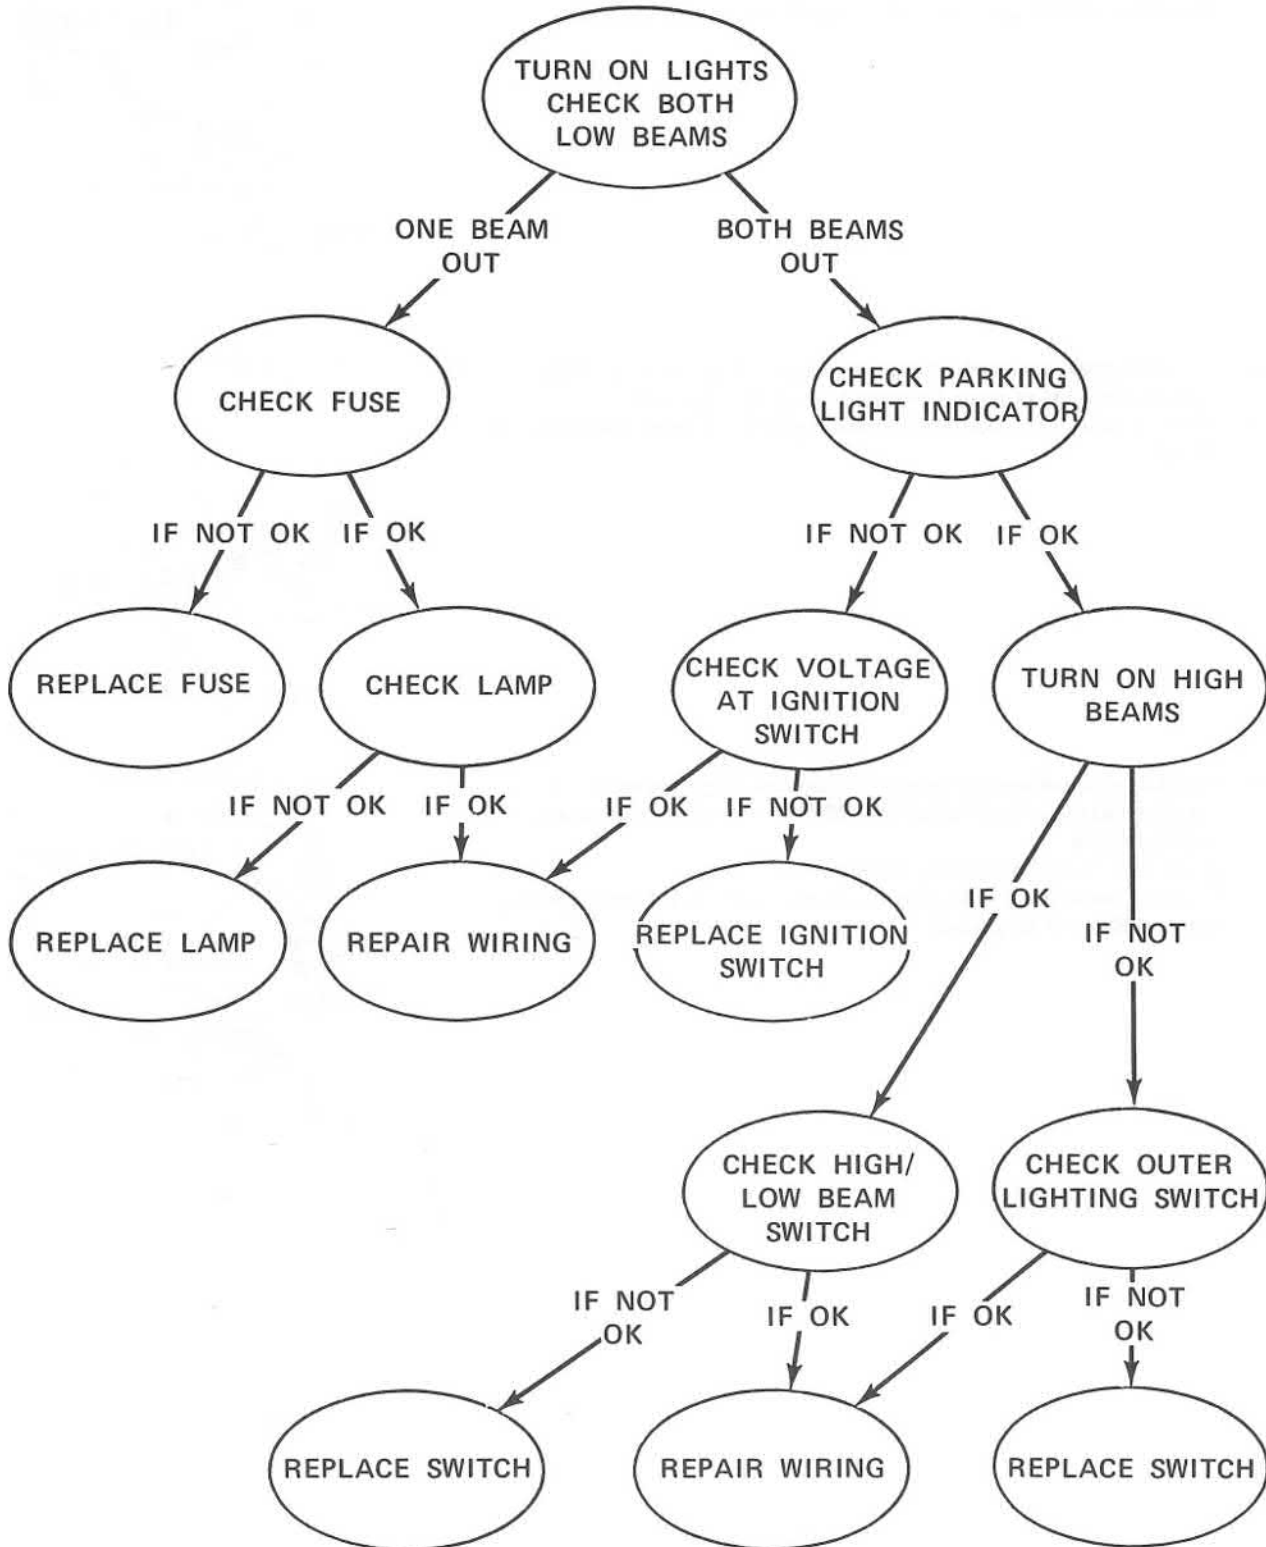 TURN ON LIGHTS
CHECK BOTH
LOW BEAMS
ONE BEAM
OUT
BOTH BEAMS
OUT
CHECK FUSE
CHECK PARKING
LIGHT INDICATOR
IF NOT OK
IF OK
IF NOT OK
IF OK
REPLACE FUSE
CHECK LAMP
CHECK VOLTAGE
AT IGNITION
SWITCH
TURN ON HIGH
BEAMS
IF NOT OK
IF OK
IF OK
IF NOT OK
IF OK
IF NOT
OK
REPLACE LAMP
REPAIR WIRING
REPLACE IGNITION
SWITCH
CHECK HIGH/
LOW BEAM
SWITCH
CHECK OUTER
LIGHTING SWITCH
IF NOT
OK
IF OK
IF OK
IF NOT
OK
REPLACE SWITCH
REPAIR WIRING
REPLACE SWITCH